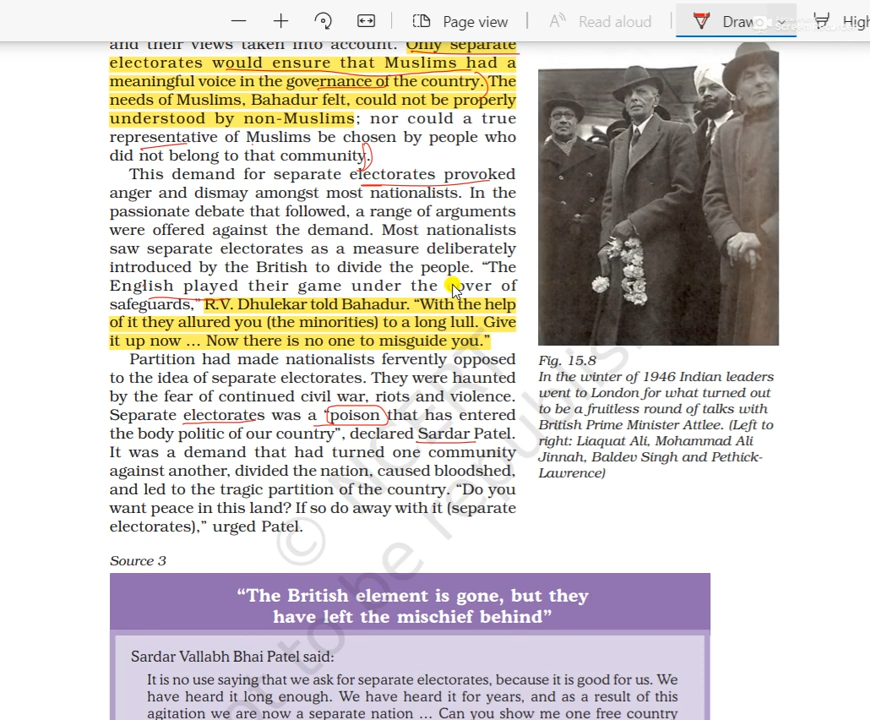 Page view
Read aloud
Draw
High
and their views taken into account. Only separate
electorates would ensure that Muslims had a
meaningful voice in the governance of the country. The
needs of Muslims, Bahadur felt, could not be properly
understood by non-Muslims; nor could a true
representative of Muslims be chosen by people who
did not belong to that community.
This demand for separate electorates provoked
anger and dismay amongst most nationalists. In the
passionate debate that followed, a range of arguments
were offered against the demand. Most nationalists
saw separate electorates as a measure deliberately
introduced by the British to divide the people. “The
English played their game under the cover of
safeguards,” R.V. Dhulekar told Bahadur. “With the help
of it they allured you (the minorities) to a long lull. Give
it up now … Now there is no one to misguide you.”
Partition had made nationalists fervently opposed
to the idea of separate electorates. They were haunted
by the fear of continued civil war, riots and violence.
Separate electorates was a “poison that has entered
the body politic of our country”, declared Sardar Patel.
It was a demand that had turned one community
against another, divided the nation, caused bloodshed,
and led to the tragic partition of the country. “Do you
want peace in this land? If so do away with it (separate
electorates),” urged Patel.
Fig. 15.8
In the winter of 1946 Indian leaders
went to London for what turned out
to be a fruitless round of talks with
British Prime Minister Attlee. (Left to
right: Liaquat Ali, Mohammad Ali
Jinnah, Baldev Singh and Pethick-
Lawrence)
Source 3
“The British element is gone, but they
have left the mischief behind”
Sardar Vallabh Bhai Patel said:
It is no use saying that we ask for separate electorates, because it is good for us. We
have heard it long enough. We have heard it for years, and as a result of this
agitation we are now a separate nation … Can you show me one free country
© NCERT
not to be republis